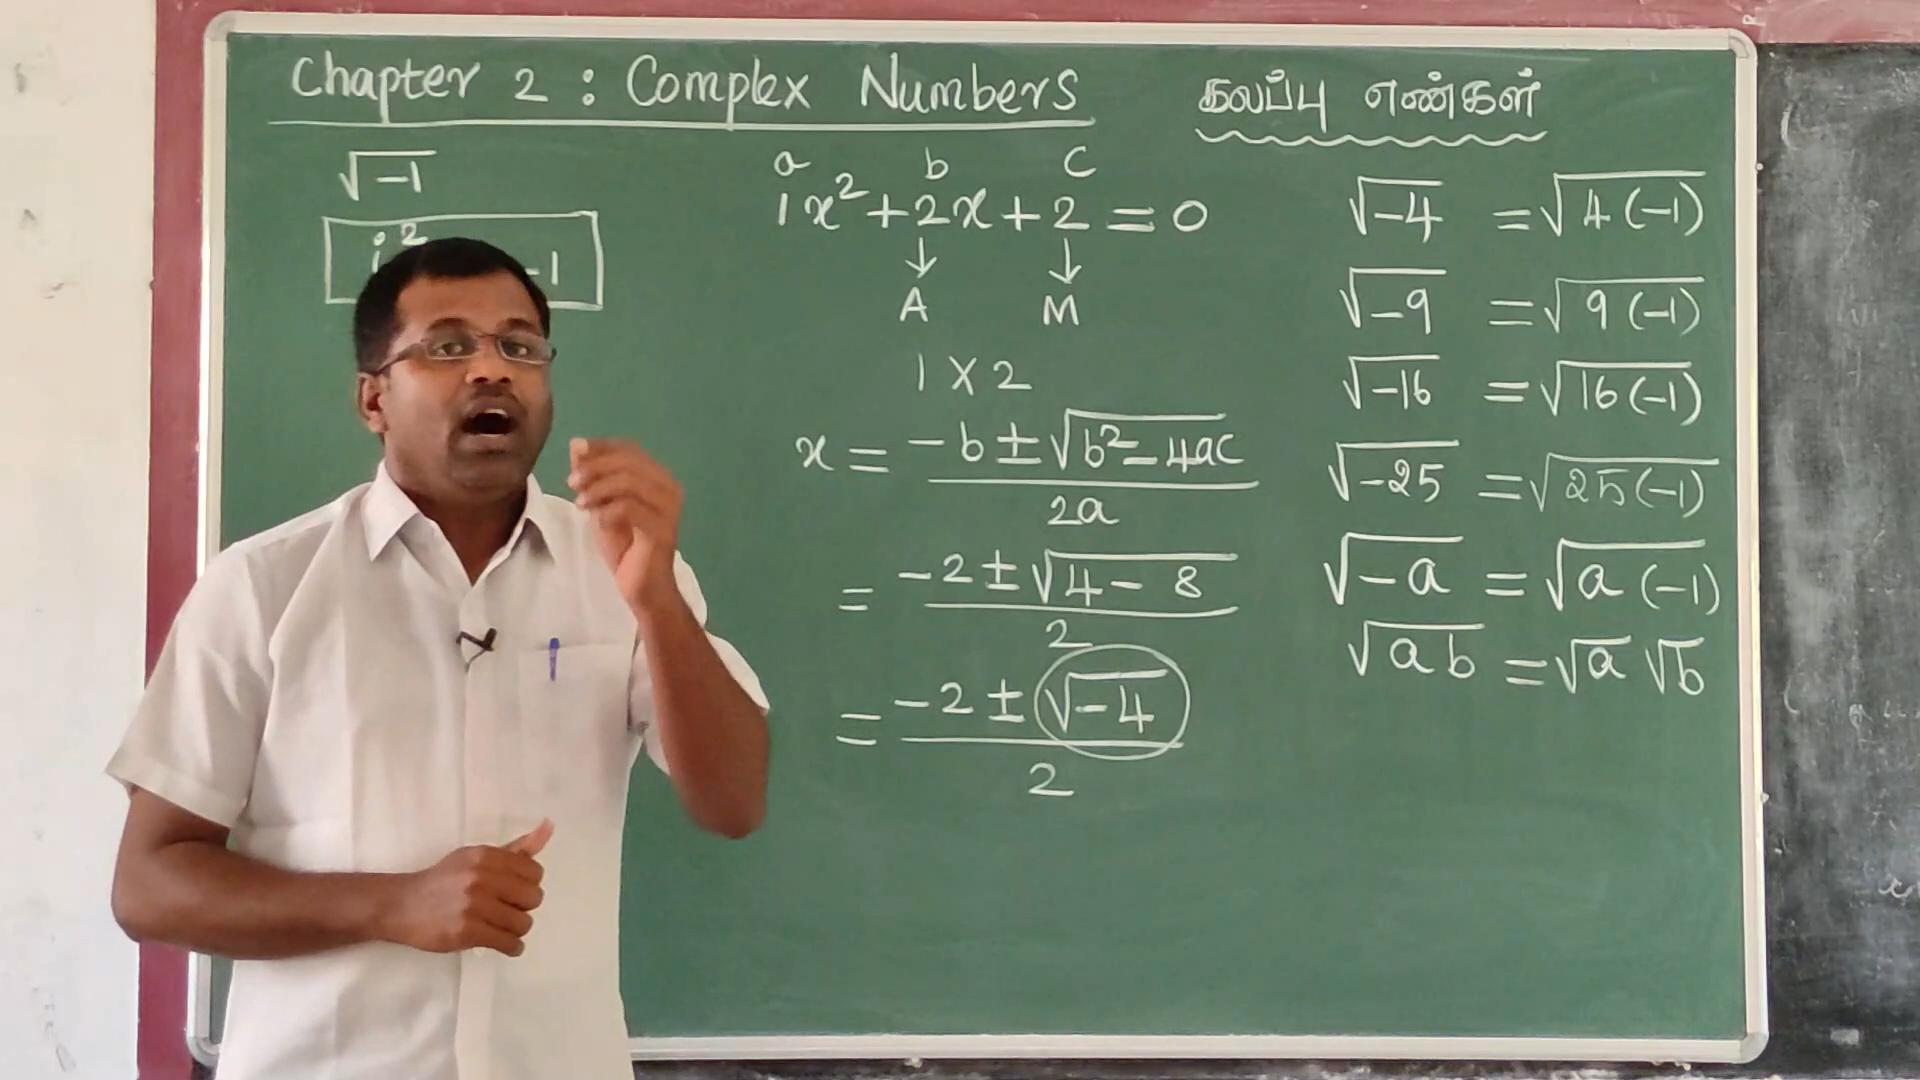 Chapter 2 : Complex Numbers
கலப்பு எண்கள்
√-1
i² -1
a b c
1x² + 2x + 2 = 0
↓ ↓
A M
1 X 2
x = -b ± √b² - 4ac
2a
= -2 ± √4 - 8
2
= -2 ± √-4
2
√-4 = √4 (-1)
√-9 = √9 (-1)
√-16 = √16 (-1)
√-25 = √25 (-1)
√-a = √a (-1)
√ab = √a √b